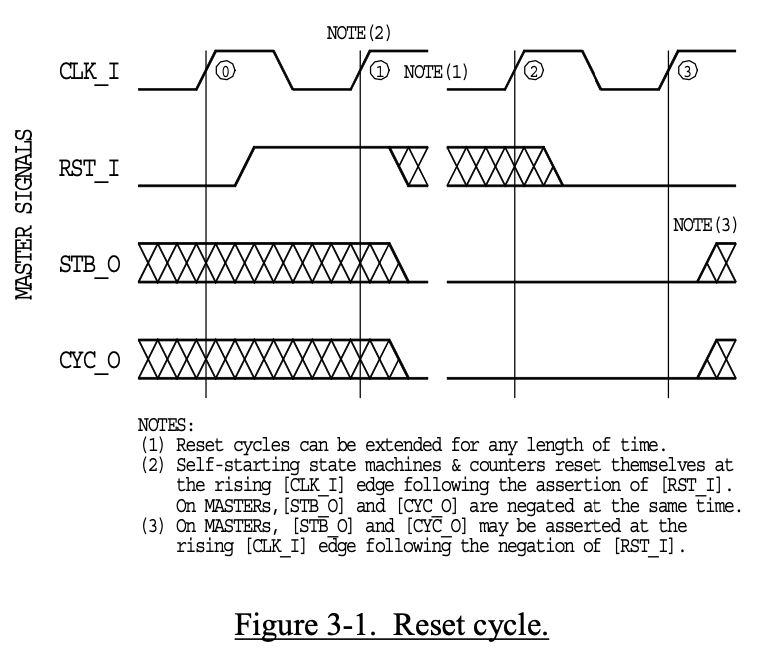 NOTE(2)
CLK_I
0
1
NOTE(1)
2
3
MASTER SIGNALS
RST_I
NOTE(3)
STB_O
CYC_O
NOTES:
(1) Reset cycles can be extended for any length of time.
(2) Self-starting state machines & counters reset themselves at
the rising [CLK_I] edge following the assertion of [RST_I].
On MASTERs,[STB_O] and [CYC_O] are negated at the same time.
(3) On MASTERs, [STB_O] and [CYC_O] may be asserted at the
rising [CLK_I] edge following the negation of [RST_I].
Figure 3-1. Reset cycle.